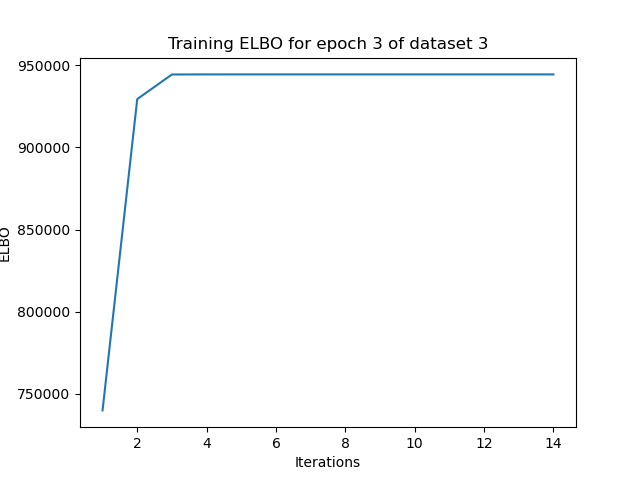 Training ELBO for epoch 3 of dataset 3
950000
900000
850000
800000
750000
ELBO
2 4 6 8 10 12 14
Iterations